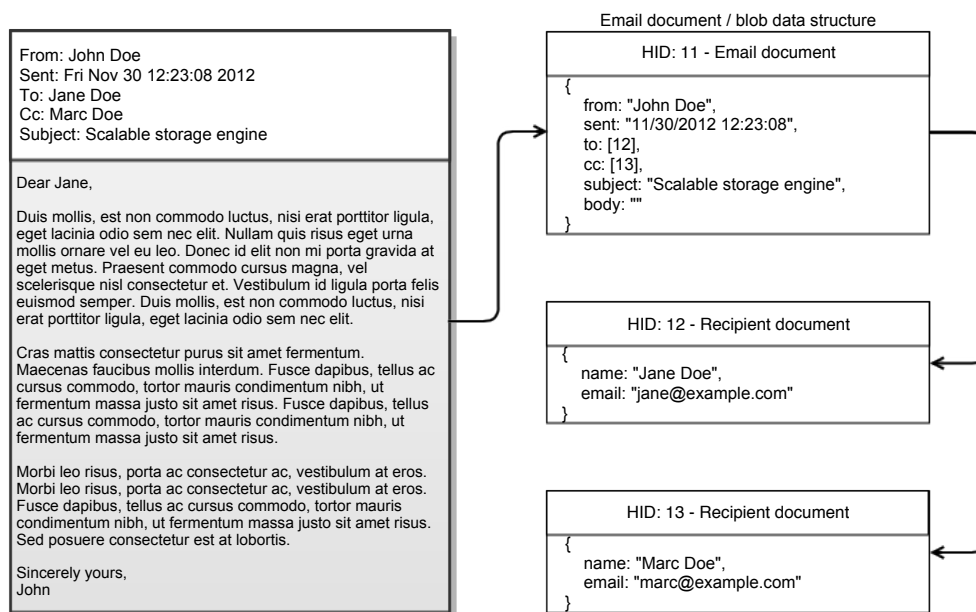 From: John Doe
Sent: Fri Nov 30 12:23:08 2012
To: Jane Doe
Cc: Marc Doe
Subject: Scalable storage engine
Dear Jane,
Duis mollis, est non commodo luctus, nisi erat porttitor ligula,
eget lacinia odio sem nec elit. Nullam quis risus eget urna
mollis ornare vel eu leo. Donec id elit non mi porta gravida at
eget metus. Praesent commodo cursus magna, vel
scelerisque nisl consectetur et. Vestibulum id ligula porta felis
euismod semper. Duis mollis, est non commodo luctus, nisi
erat porttitor ligula, eget lacinia odio sem nec elit.
Cras mattis consectetur purus sit amet fermentum.
Maecenas faucibus mollis interdum. Fusce dapibus, tellus ac
cursus commodo, tortor mauris condimentum nibh, ut
fermentum massa justo sit amet risus. Fusce dapibus, tellus
ac cursus commodo, tortor mauris condimentum nibh, ut
fermentum massa justo sit amet risus.
Morbi leo risus, porta ac consectetur ac, vestibulum at eros.
Morbi leo risus, porta ac consectetur ac, vestibulum at eros.
Fusce dapibus, tellus ac cursus commodo, tortor mauris
condimentum nibh, ut fermentum massa justo sit amet risus.
Sed posuere consectetur est at lobortis.
Sincerely yours,
John
Email document / blob data structure
HID: 11 - Email document
{
from: "John Doe",
sent: "11/30/2012 12:23:08",
to: [12],
cc: [13],
subject: "Scalable storage engine",
body: ""
}
HID: 12 - Recipient document
{
name: "Jane Doe",
email: "jane@example.com"
}
HID: 13 - Recipient document
{
name: "Marc Doe",
email: "marc@example.com"
}